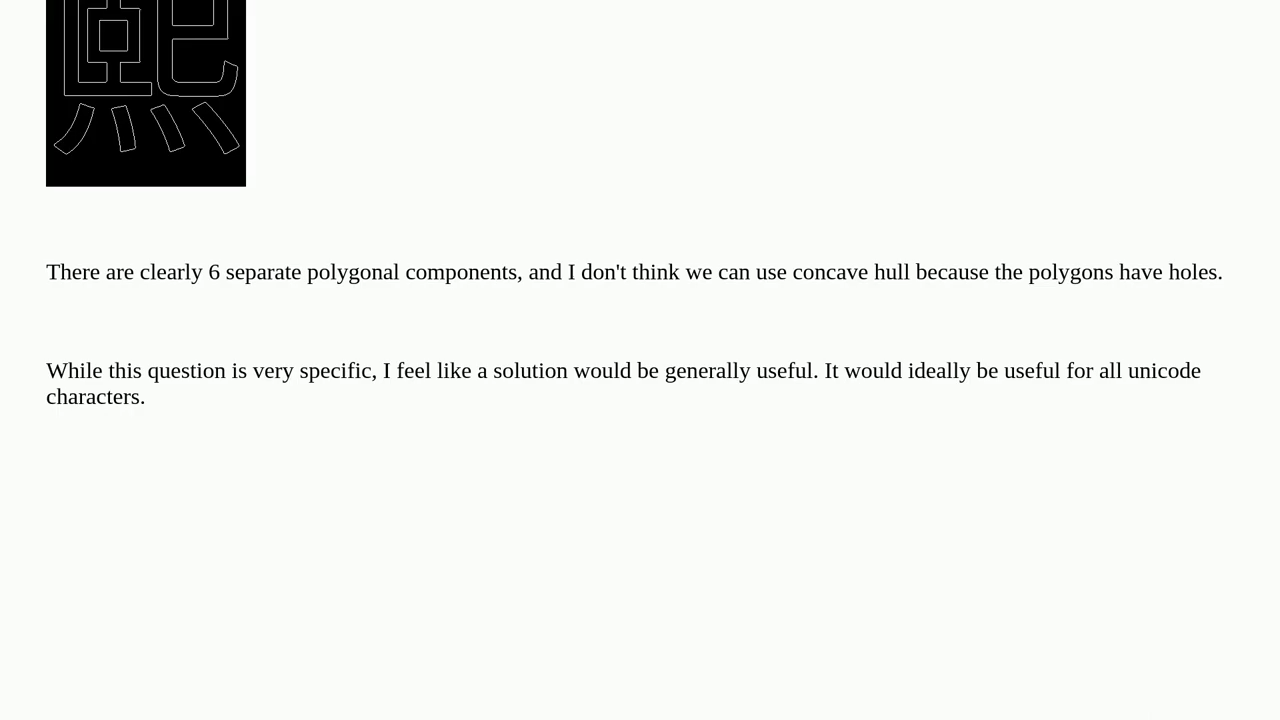 There are clearly 6 separate polygonal components, and I don't think we can use concave hull because the polygons have holes.
While this question is very specific, I feel like a solution would be generally useful. It would ideally be useful for all unicode
characters.